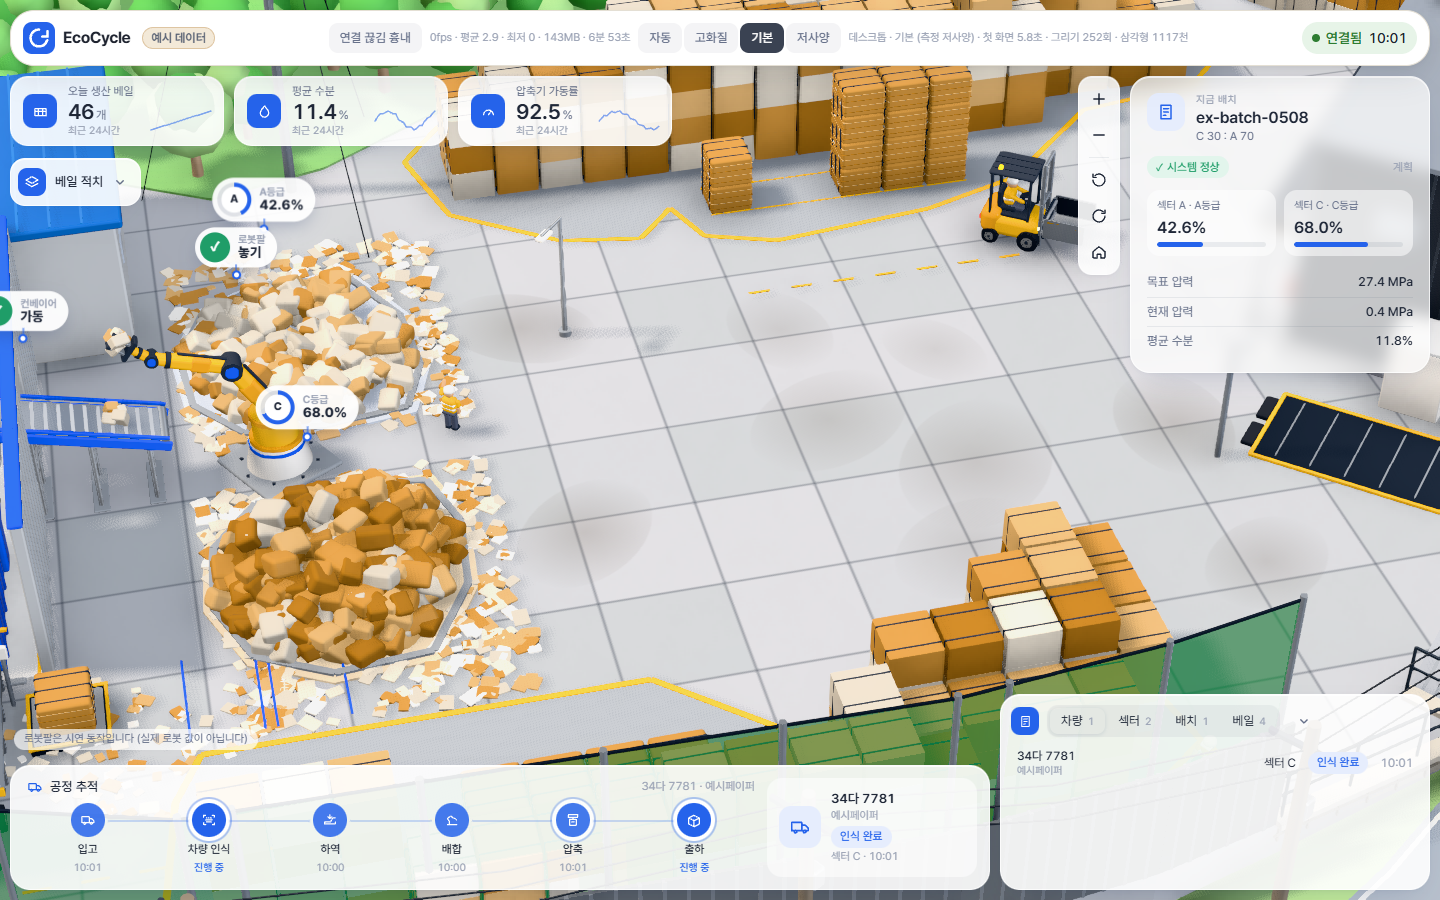 EcoCycle
예시 데이터
연결 끊김 흉내
0fps · 평균 2.9 · 최저 0 · 143MB · 6분 53초
자동
고화질
기본
저사양
데스크톱 · 기본 (측정 저사양) · 첫 화면 5.8초 · 그리기 252회 · 삼각형 1117천
연결됨 10:01
오늘 생산 베일
46개
최근 24시간
평균 수분
11.4%
최근 24시간
압축기 가동률
92.5%
최근 24시간
베일 적치
A
A등급
42.6%
로봇팔
놓기
컨베이어
가동
C
C등급
68.0%
지금 배치
ex-batch-0508
C 30 : A 70
시스템 정상
계획
섹터 A · A등급
42.6%
섹터 C · C등급
68.0%
목표 압력
27.4 MPa
현재 압력
0.4 MPa
평균 수분
11.8%
로봇팔은 시연 동작입니다 (실제 로봇 값이 아닙니다)
공정 추적
34다 7781 · 예시페이퍼
입고
10:01
차량 인식
진행 중
하역
10:00
배합
10:00
압축
10:01
출하
진행 중
34다 7781
예시페이퍼
인식 완료
섹터 C · 10:01
차량 1
섹터 2
배치 1
베일 4
34다 7781
예시페이퍼
섹터 C
인식 완료
10:01